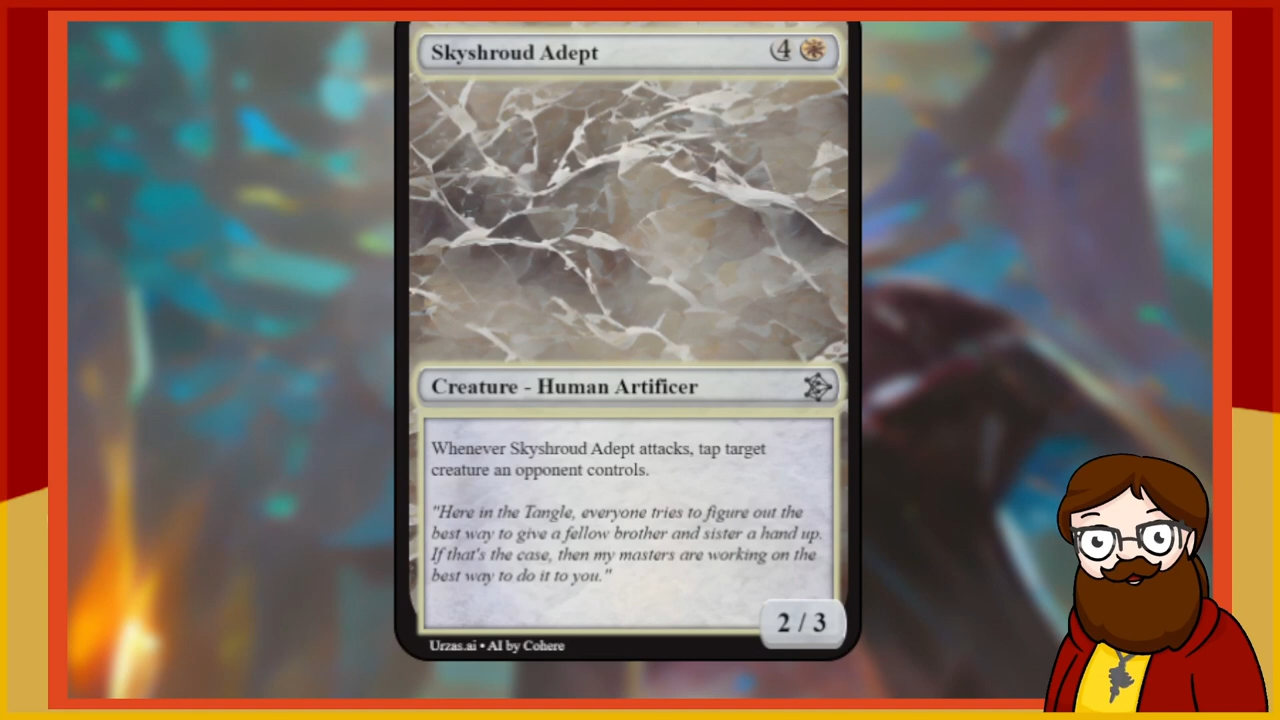 Skyshroud Adept 4
Creature - Human Artificer
Whenever Skyshroud Adept attacks, tap target
creature an opponent controls.
"Here in the Tangle, everyone tries to figure out the
best way to give a fellow brother and sister a hand up.
If that's the case, then my masters are working on the
best way to do it to you."
2 / 3
Urzas.ai • AI by Cohere